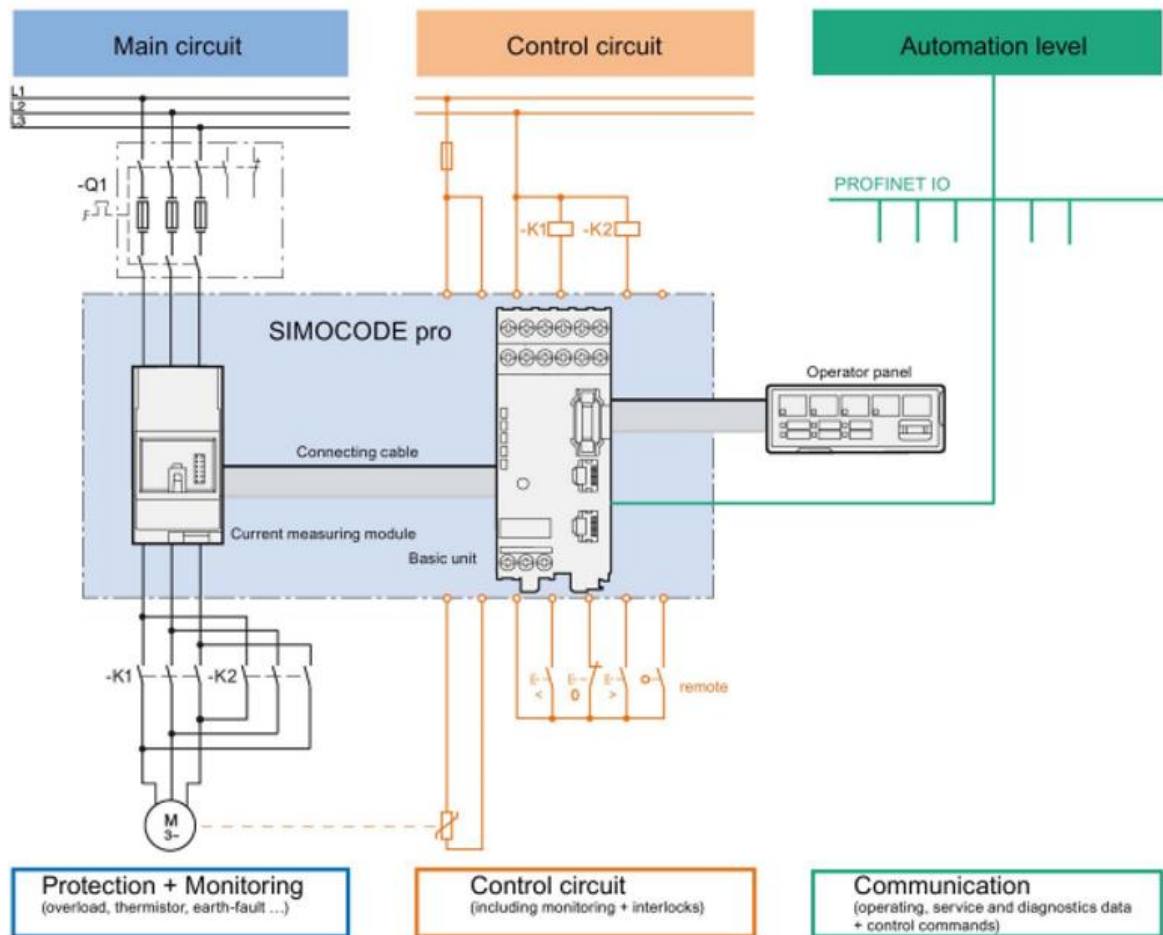 Main circuit
Control circuit
Automation level
L1
L2
L3
-Q1
PROFINET IO
-K1
-K2
SIMOCODE pro
Operator panel
Connecting cable
Current measuring module
Basic unit
-K1
-K2
<
0
>
remote
M
3~
Protection + Monitoring
(overload, thermistor, earth-fault ...)
Control circuit
(including monitoring + interlocks)
Communication
(operating, service and diagnostics data
+ control commands)